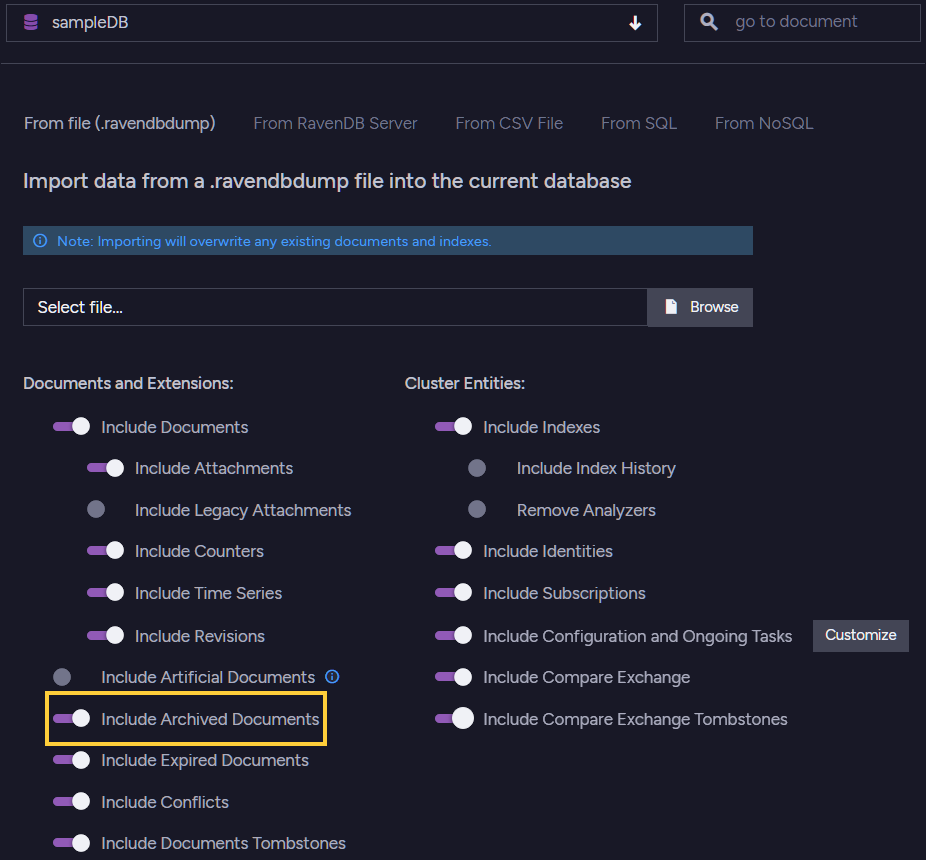 sampleDB
go to document
From file (.ravendbdump) From RavenDB Server From CSV File From SQL From NoSQL
Import data from a .ravendbdump file into the current database
Note: Importing will overwrite any existing documents and indexes.
Select file...
Browse
Documents and Extensions:
Include Documents
Include Attachments
Include Legacy Attachments
Include Counters
Include Time Series
Include Revisions
Include Artificial Documents
Include Archived Documents
Include Expired Documents
Include Conflicts
Include Documents Tombstones
Cluster Entities:
Include Indexes
Include Index History
Remove Analyzers
Include Identities
Include Subscriptions
Include Configuration and Ongoing Tasks
Customize
Include Compare Exchange
Include Compare Exchange Tombstones